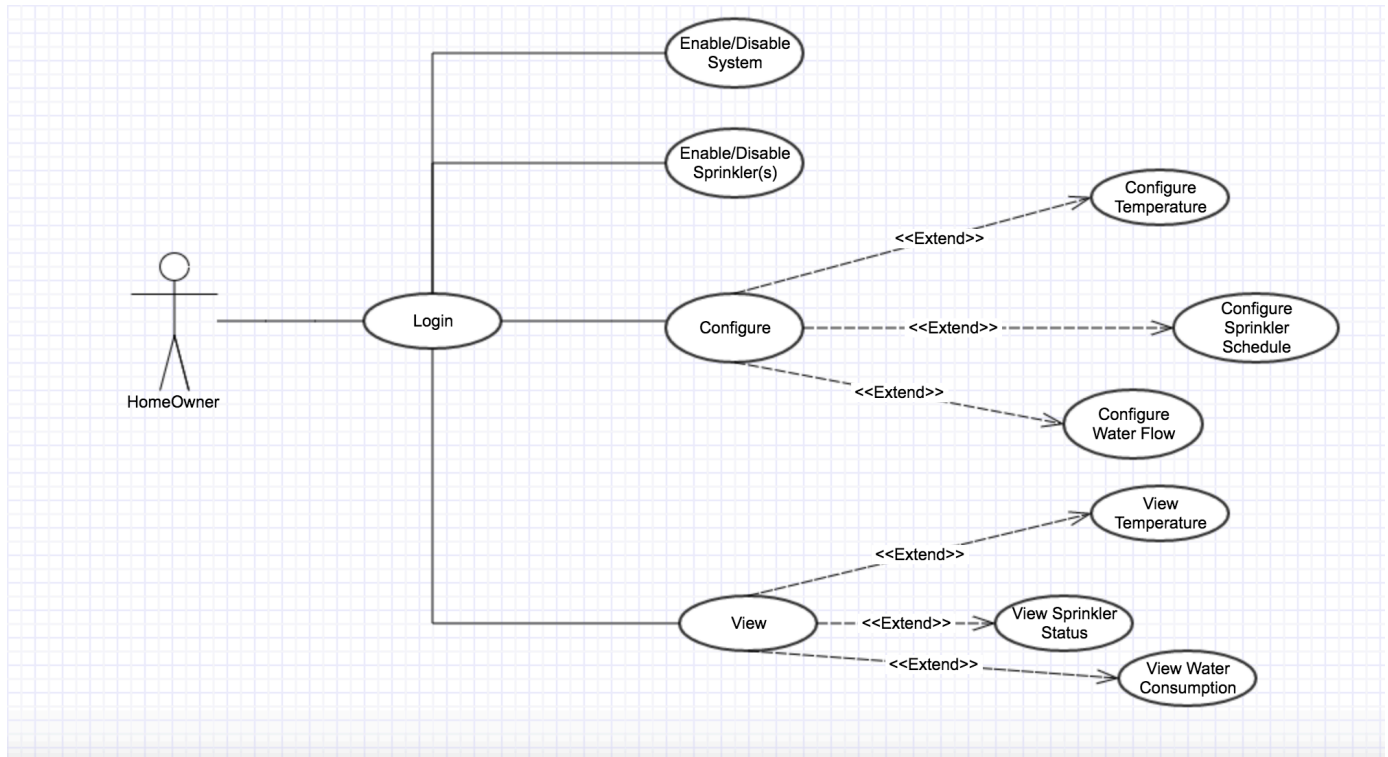 Enable/Disable
System
Enable/Disable
Sprinkler(s)
Configure
Temperature
<<Extend>>
Login
Configure
<<Extend>>
Configure
Sprinkler
Schedule
HomeOwner
<<Extend>>
Configure
Water Flow
View
Temperature
<<Extend>>
View
<<Extend>>
View Sprinkler
Status
<<Extend>>
View Water
Consumption